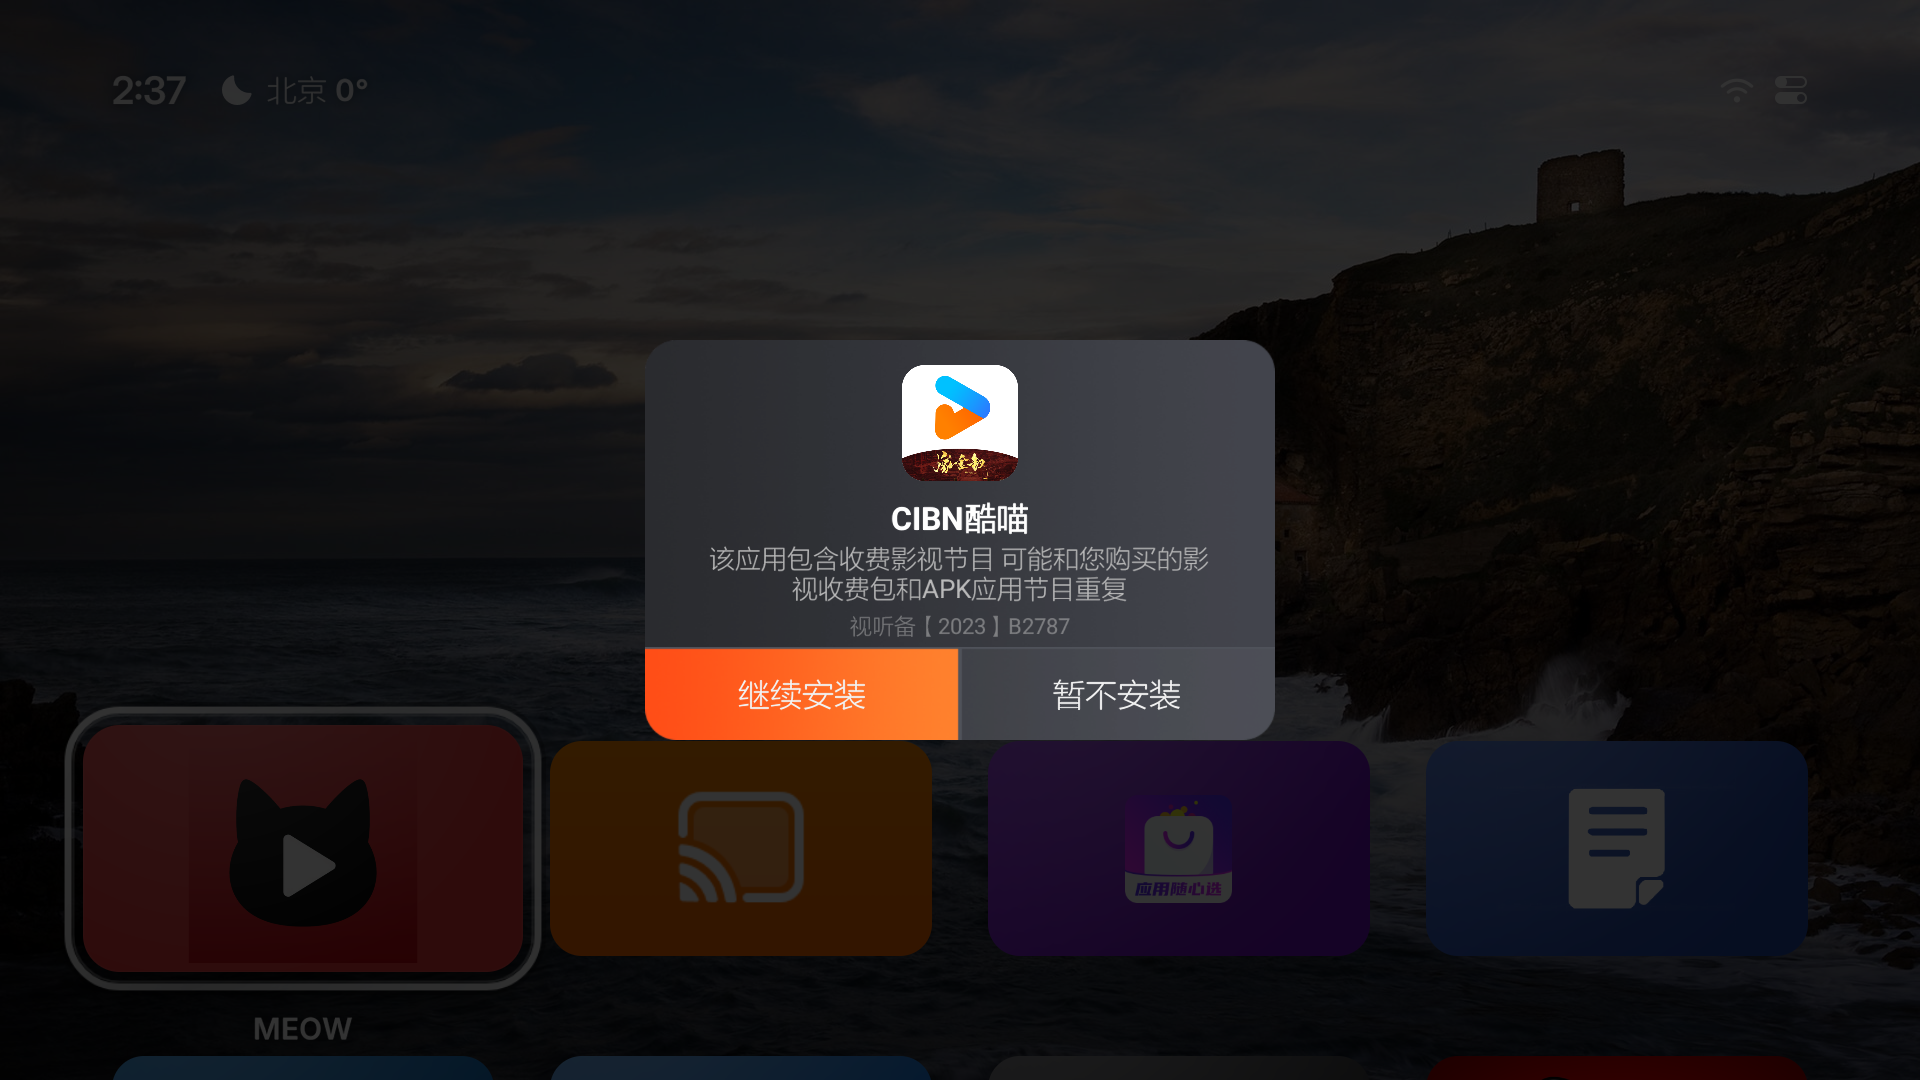 2:37
北京 0°
CIBN酷喵
该应用包含收费影视节目 可能和您购买的影
视收费包和APK应用节目重复
视听备【2023】B2787
继续安装
暂不安装
应用随心选
MEOW